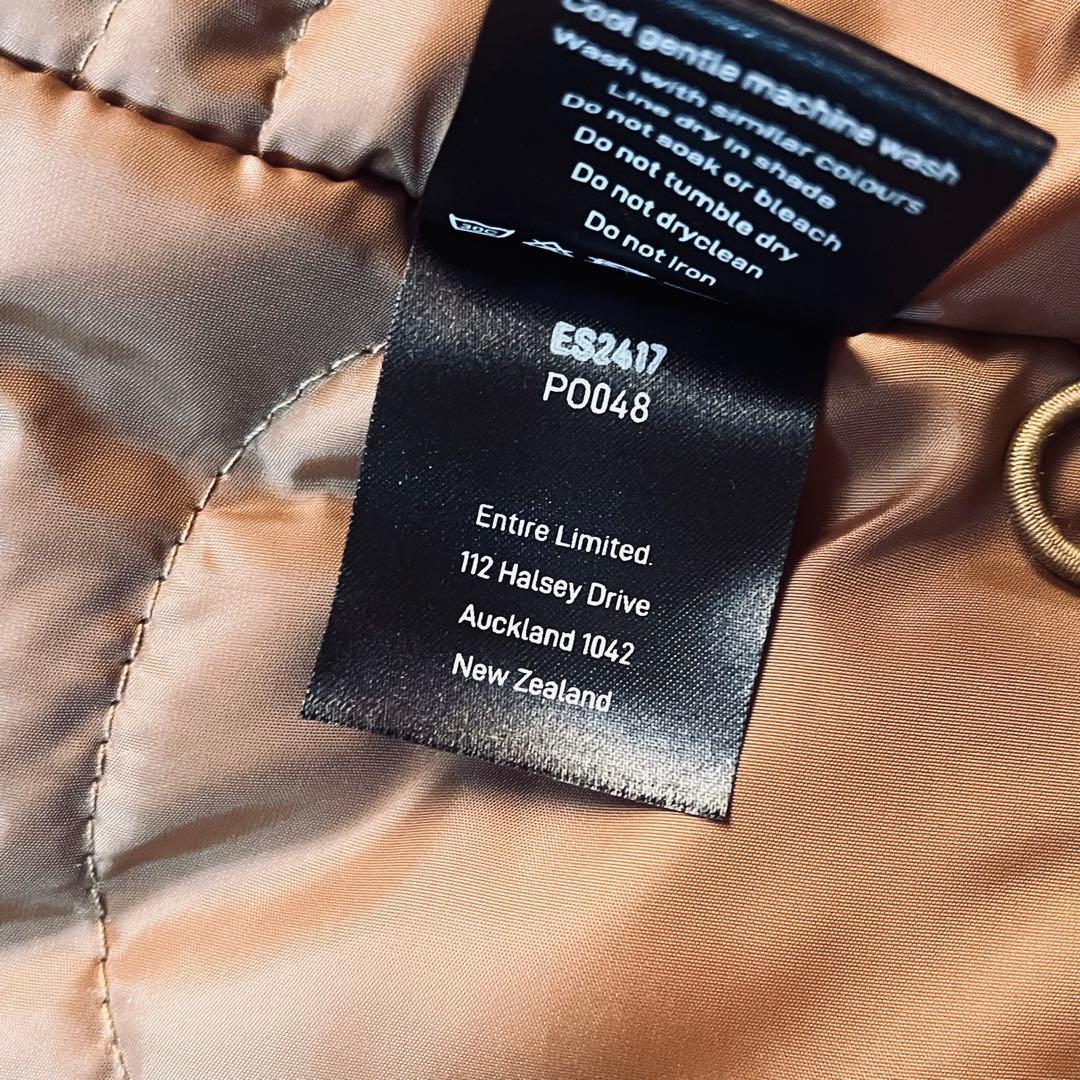 Cool gentle machine wash
Wash with similar colours
Line dry in shade
Do not soak or bleach
Do not tumble dry
Do not dryclean
Do not Iron
30C
ES2417
PO048
Entire Limited.
112 Halsey Drive
Auckland 1042
New Zealand